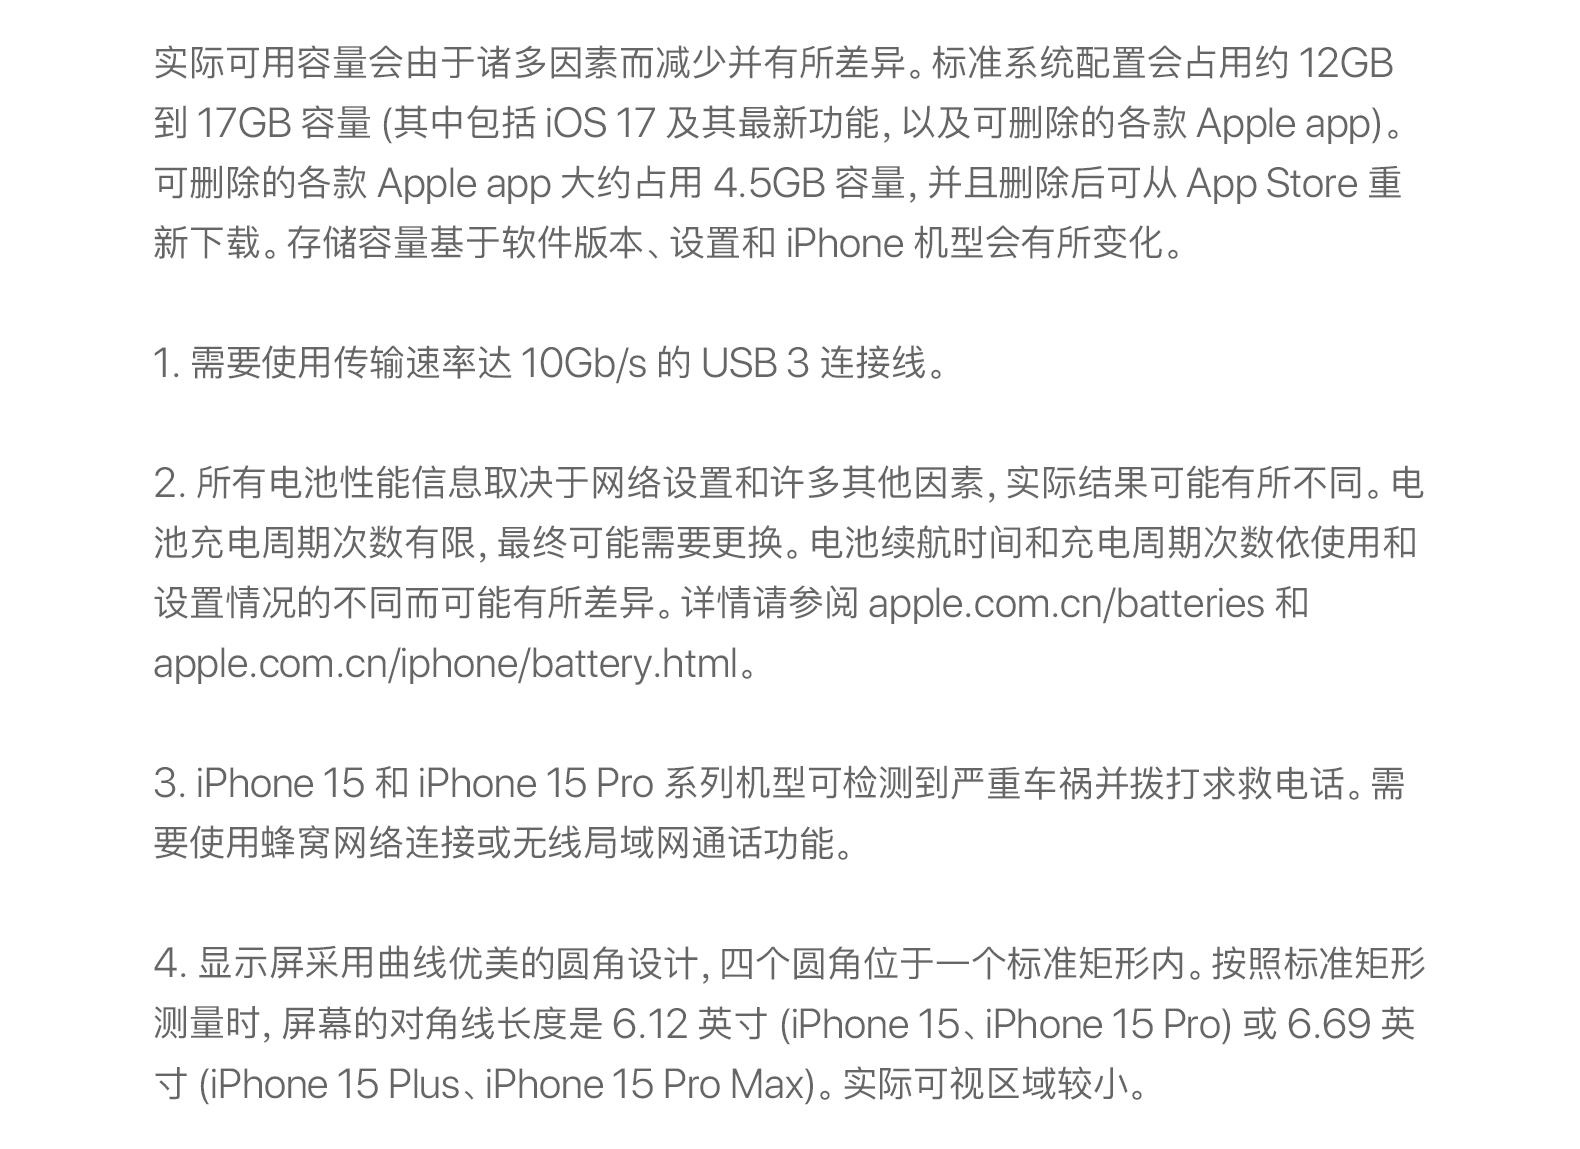 实际可用容量会由于诸多因素而减少并有所差异。标准系统配置会占用约 12GB
到 17GB 容量 (其中包括 iOS 17 及其最新功能, 以及可删除的各款 Apple app)。
可删除的各款 Apple app 大约占用 4.5GB 容量, 并且删除后可从 App Store 重
新下载。存储容量基于软件版本、设置和 iPhone 机型会有所变化。
1. 需要使用传输速率达 10Gb/s 的 USB 3 连接线。
2. 所有电池性能信息取决于网络设置和许多其他因素, 实际结果可能有所不同。电
池充电周期次数有限, 最终可能需要更换。电池续航时间和充电周期次数依使用和
设置情况的不同而可能有所差异。详情请参阅 apple.com.cn/batteries 和
apple.com.cn/iphone/battery.html。
3. iPhone 15 和 iPhone 15 Pro 系列机型可检测到严重车祸并拨打求救电话。需
要使用蜂窝网络连接或无线局域网通话功能。
4. 显示屏采用曲线优美的圆角设计, 四个圆角位于一个标准矩形内。按照标准矩形
测量时, 屏幕的对角线长度是 6.12 英寸 (iPhone 15、iPhone 15 Pro) 或 6.69 英
寸 (iPhone 15 Plus、iPhone 15 Pro Max)。实际可视区域较小。